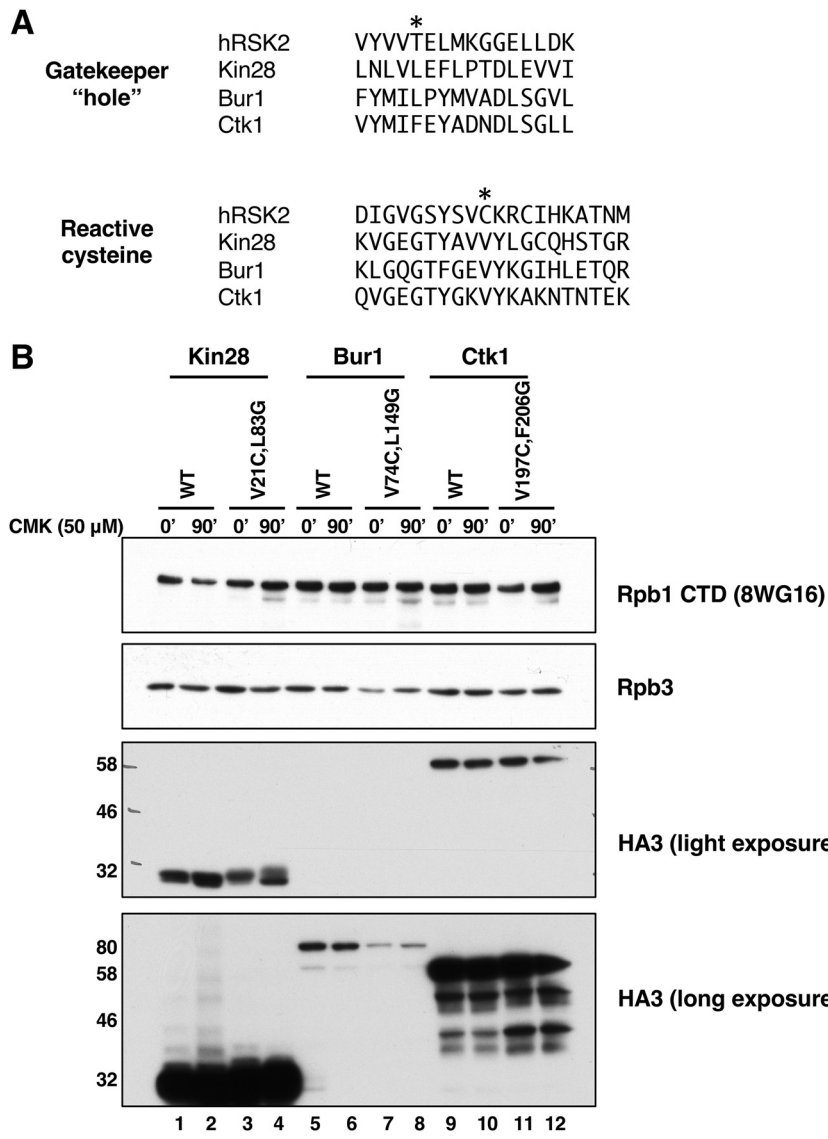 A
*
hRSK2 VYVVTELMKGGELLDK
Gatekeeper Kin28 LNLVLEFLPTDLEVVI
"hole" Bur1 FYMILPYMVADLSGVL
Ctk1 VYMIFEYADNDLSGLL
*
hRSK2 DIGVGSYSVCKRCIHKATNM
Reactive Kin28 KVGEGTYAVVYLGCQHSTGR
cysteine Bur1 KLGQGTFGEVYKGIHLETQR
Ctk1 QVGEGTYGKVYKAKNTNTEK
B
Kin28 Bur1 Ctk1
WT V21C,L83G WT V74C,L149G WT V197C,F206G
CMK (50 µM) 0' 90' 0' 90' 0' 90' 0' 90' 0' 90' 0' 90'
Rpb1 CTD (8WG16)
Rpb3
58
46
HA3 (light exposure
32
80
58
HA3 (long exposure
46
32
1 2 3 4 5 6 7 8 9 10 11 12